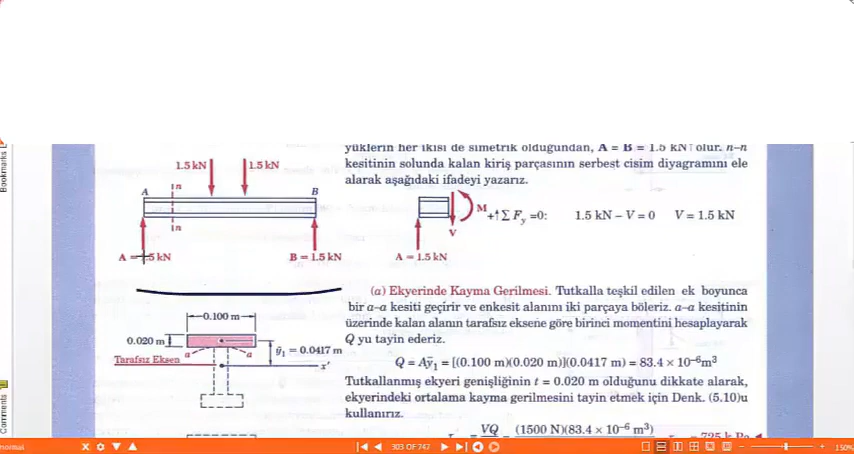 yüklerin her ikisi de simetrik olduğundan, A = B = 1.5 kN↑ olur. n–n
kesitinin solunda kalan kiriş parçasının serbest cisim diyagramını ele
alarak aşağıdaki ifadeyi yazarız.
1.5 kN 1.5 kN
A n B
n
A = 1.5 kN B = 1.5 kN
M
V
A = 1.5 kN
+↑ Σ F_y =0: 1.5 kN – V = 0 V = 1.5 kN
(a) Ekyerinde Kayma Gerilmesi. Tutkalla teşkil edilen ek boyunca
bir a–a kesiti geçirir ve enkesit alanını iki parçaya böleriz. a–a kesitinin
üzerinde kalan alanın tarafsız eksene göre birinci momentini hesaplayarak
Q yu tayin ederiz.
0.100 m
0.020 m
a a
ȳ₁ = 0.0417 m
Tarafsız Eksen
x'
Q = Aȳ₁ = [(0.100 m)(0.020 m)](0.0417 m) = 83.4 × 10⁻⁶m³
Tutkallanmış ekyeri genişliğinin t = 0.020 m olduğunu dikkate alarak,
ekyerindeki ortalama kayma gerilmesini tayin etmek için Denk. (5.10)u
kullanırız.
VQ (1500 N)(83.4 × 10⁻⁶ m³)
Bookmarks
Comments
303 OF 747
150%